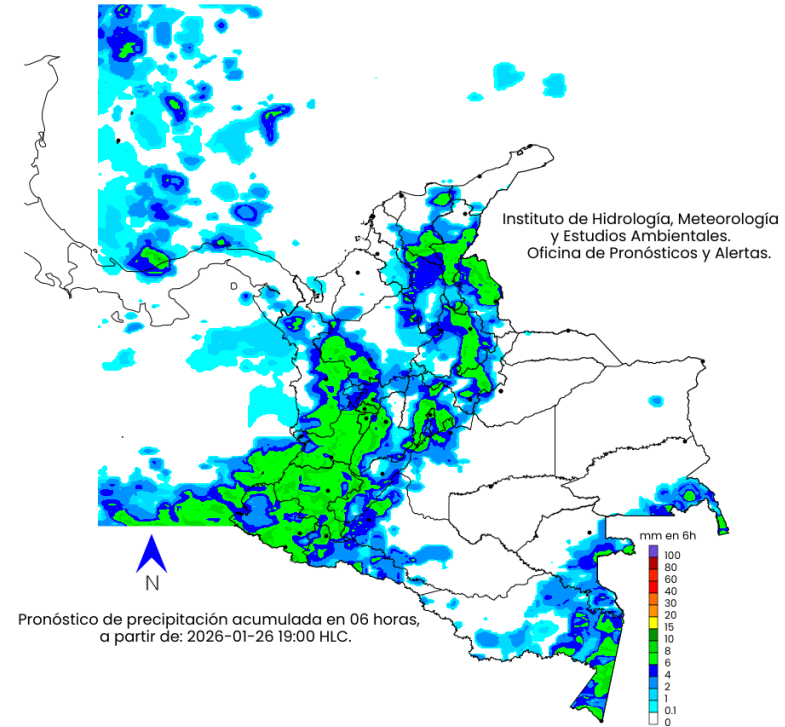 Instituto de Hidrología, Meteorología
y Estudios Ambientales.
Oficina de Pronósticos y Alertas.
mm en 6h
100
80
60
40
30
20
15
10
8
6
4
2
1
0.1
0
N
Pronóstico de precipitación acumulada en 06 horas,
a partir de: 2026-01-26 19:00 HLC.